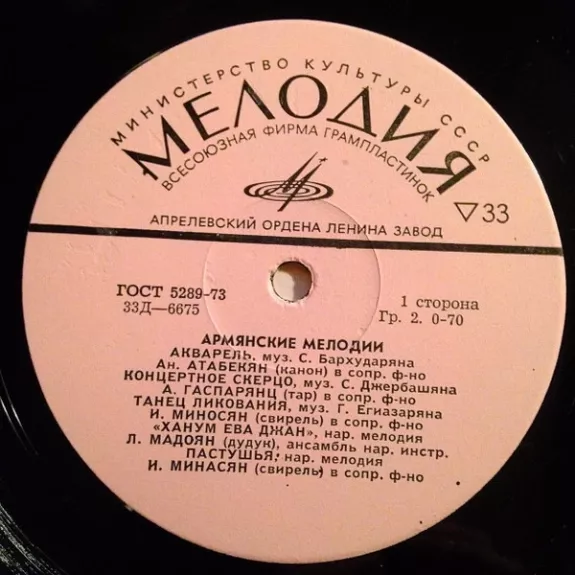 МИНИСТЕРСТВО КУЛЬТУРЫ СССР
МЕЛОДИЯ
ВСЕСОЮЗНАЯ ФИРМА ГРАМПЛАСТИНОК
▽33
АПРЕЛЕВСКИЙ ОРДЕНА ЛЕНИНА ЗАВОД
ГОСТ 5289-73
33Д—6675
1 сторона
Гр. 2. 0-70
АРМЯНСКИЕ МЕЛОДИИ
АКВАРЕЛЬ, муз. С. Бархударяна
Ан. АТАБЕКЯН (канон) в сопр. ф-но
КОНЦЕРТНОЕ СКЕРЦО, муз. С. Джербашяна
А. ГАСПАРЯНЦ (тар) в сопр. ф-но
ТАНЕЦ ЛИКОВАНИЯ, муз. Г. Егиазаряна
И. МИНОСЯН (свирель) в сопр. ф-но
«ХАНУМ ЕВА ДЖАН», нар. мелодия
Л. МАДОЯН (дудук), ансамбль нар. инстр.
ПАСТУШЬЯ, нар. мелодия
И. МИНАСЯН (свирель) в сопр. ф-но